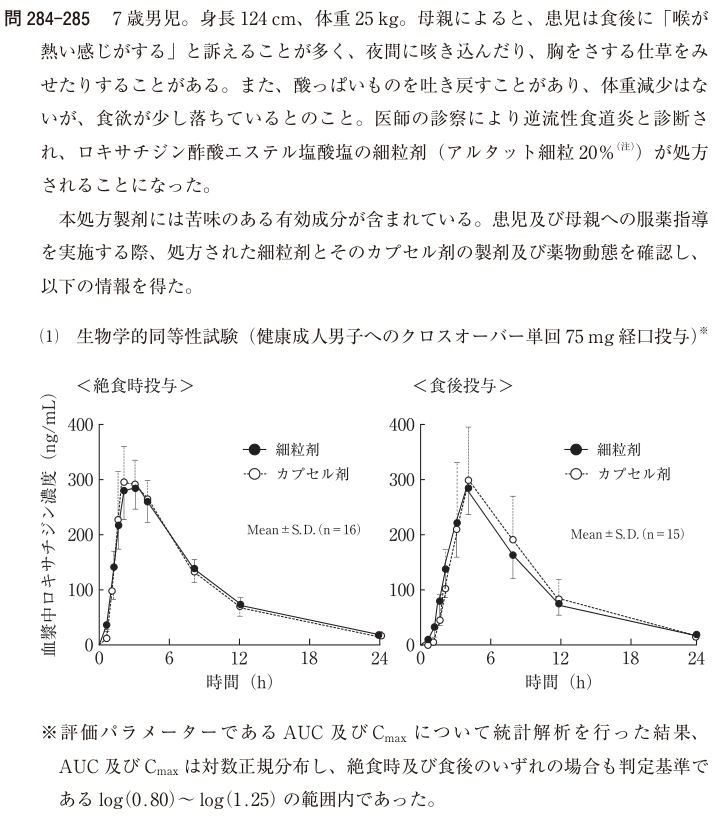 問 284-285　7 歳男児。身長 124 cm、体重 25 kg。母親によると、患児は食後に「喉が
熱い感じがする」と訴えることが多く、夜間に咳き込んだり、胸をさする仕草をみ
せたりすることがある。また、酸っぱいものを吐き戻すことがあり、体重減少はな
いが、食欲が少し落ちているとのこと。医師の診察により逆流性食道炎と診断さ
れ、ロキサチジン酢酸エステル塩酸塩の細粒剤（アルタット細粒 20%(注)）が処方
されることになった。
本処方製剤には苦味のある有効成分が含まれている。患児及び母親への服薬指導
を実施する際、処方された細粒剤とそのカプセル剤の製剤及び薬物動態を確認し、
以下の情報を得た。
(1)　生物学的同等性試験（健康成人男子へのクロスオーバー単回 75 mg 経口投与）※
＜絶食時投与＞
血漿中ロキサチジン濃度（ng/mL）
400
300
200
100
0
細粒剤
カプセル剤
Mean±S.D.（n＝16）
0 6 12 18 24
時間（h）
＜食後投与＞
400
300
200
100
0
細粒剤
カプセル剤
Mean±S.D.（n＝15）
0 6 12 18 24
時間（h）
※評価パラメーターである AUC 及び Cmax について統計解析を行った結果、
AUC 及び Cmax は対数正規分布し、絶食時及び食後のいずれの場合も判定基準で
ある log(0.80)～ log(1.25) の範囲内であった。